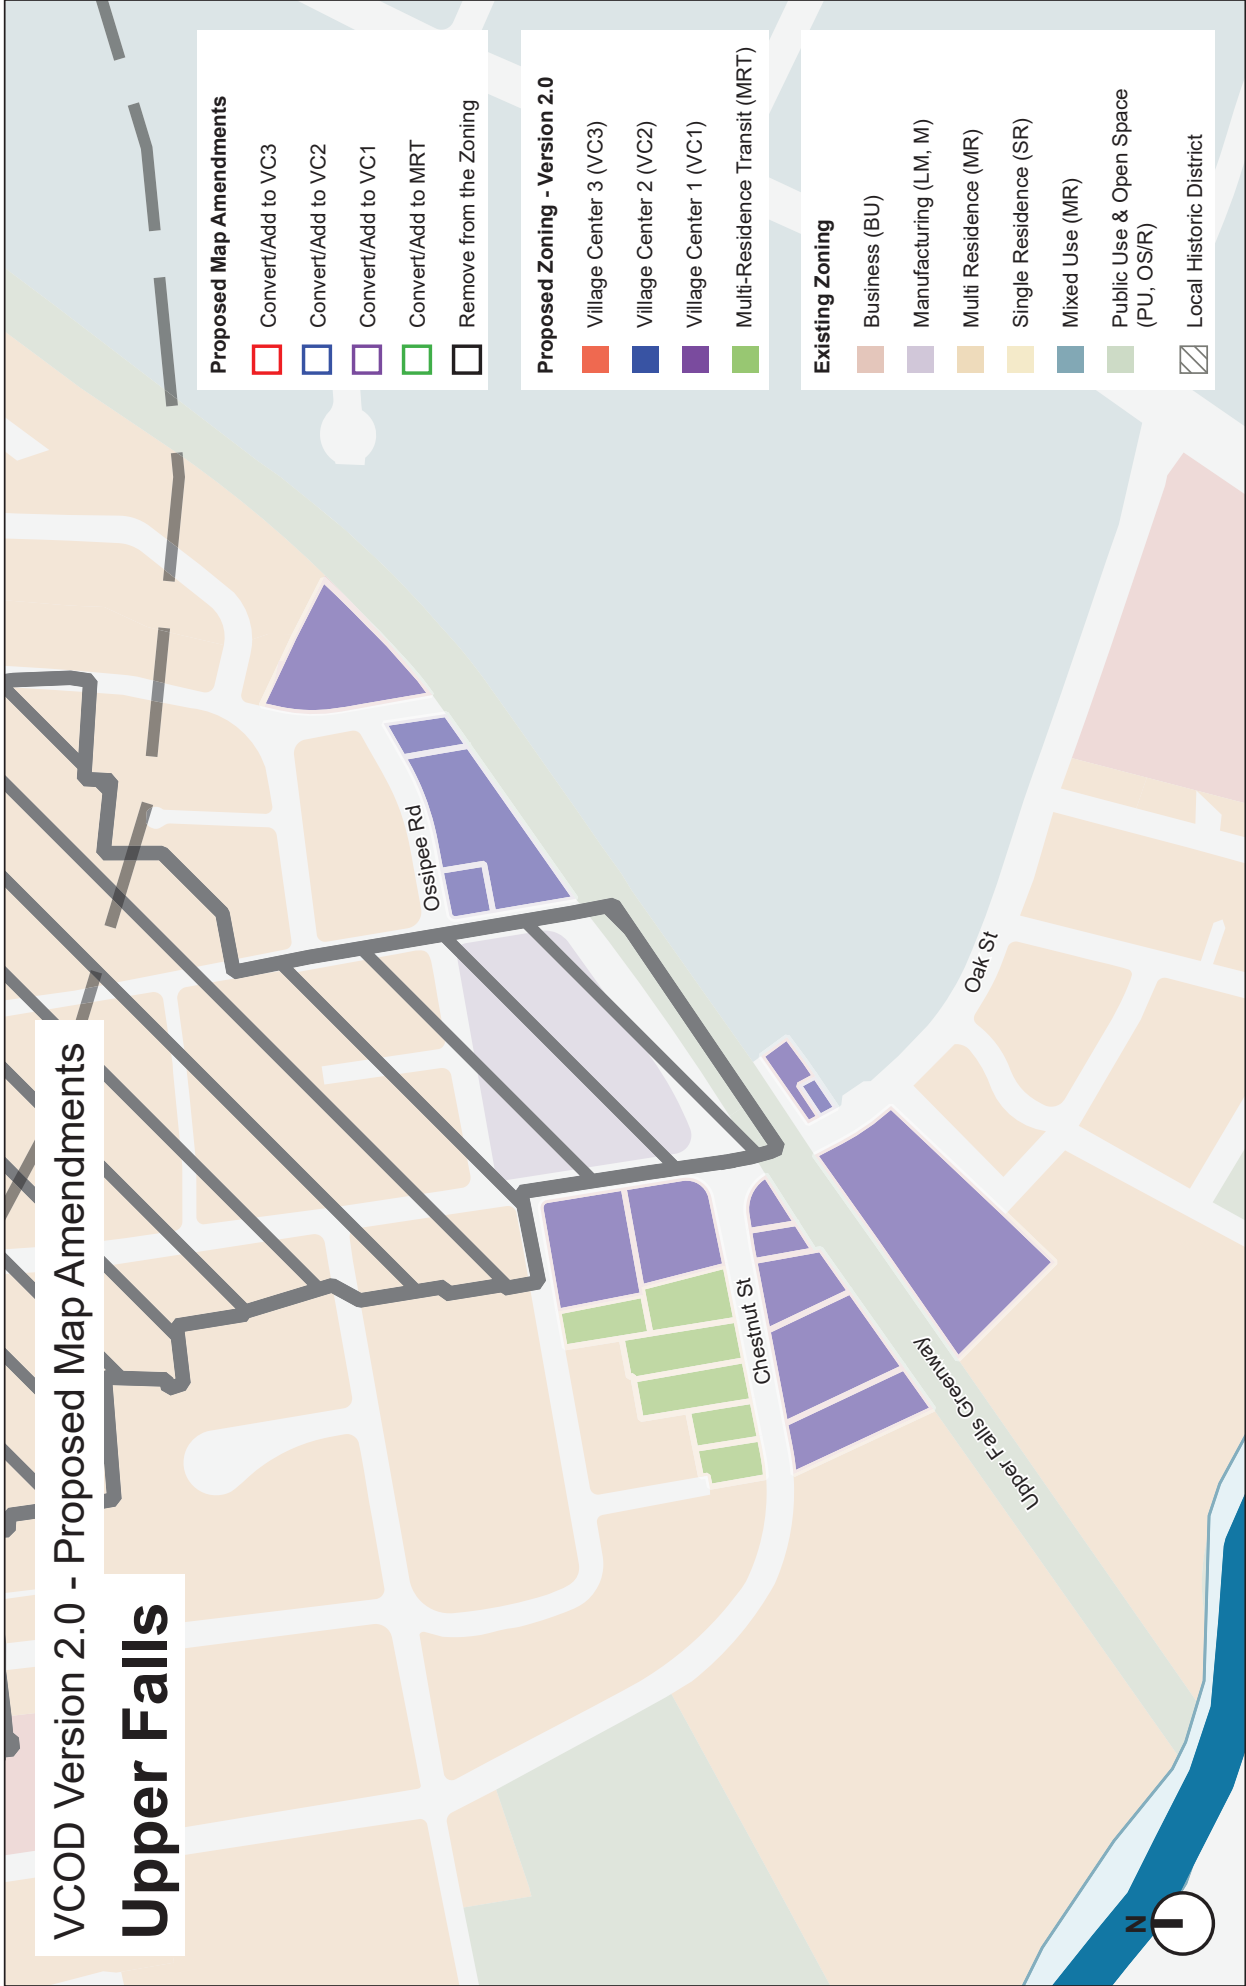 VCOD Version 2.0 - Proposed Map Amendments
Upper Falls
Proposed Map Amendments
Convert/Add to VC3
Convert/Add to VC2
Convert/Add to VC1
Convert/Add to MRT
Remove from the Zoning
Proposed Zoning - Version 2.0
Village Center 3 (VC3)
Village Center 2 (VC2)
Village Center 1 (VC1)
Multi-Residence Transit (MRT)
Existing Zoning
Business (BU)
Manufacturing (LM, M)
Multi Residence (MR)
Single Residence (SR)
Mixed Use (MR)
Public Use & Open Space
(PU, OS/R)
Local Historic District
Ossipee Rd
Chestnut St
Oak St
Upper Falls Greenway
N